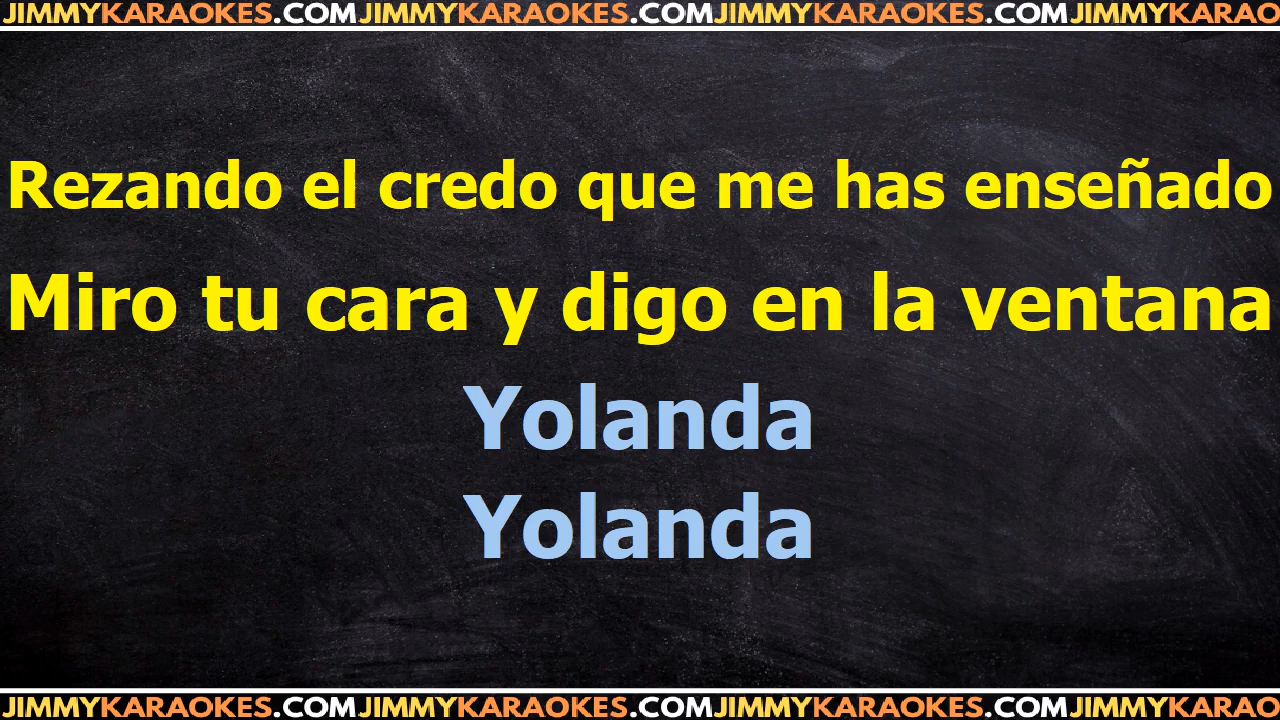 JIMMYKARAOKES.COMJIMMYKARAOKES.COMJIMMYKARAOKES.COMJIMMYKARAO
Rezando el credo que me has enseñado
Miro tu cara y digo en la ventana
Yolanda
Yolanda
JIMMYKARAOKES.COMJIMMYKARAOKES.COMJIMMYKARAOKES.COMJIMMYKARAO